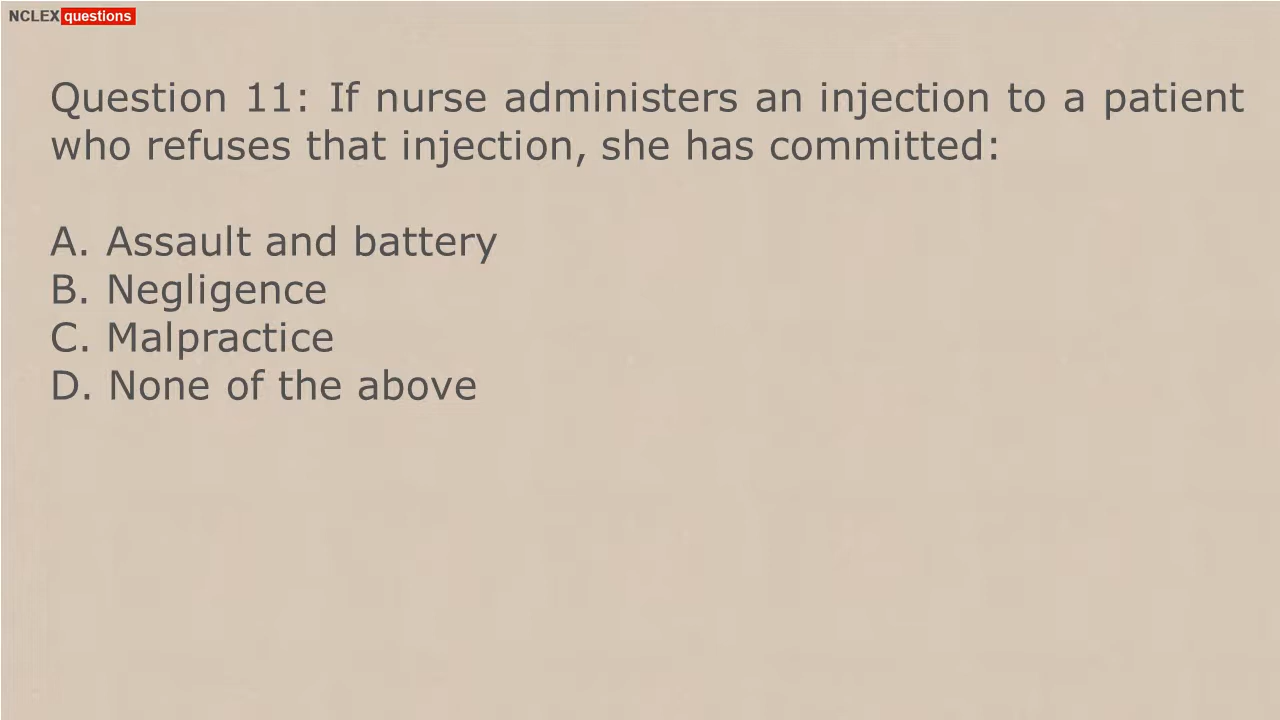 NCLEX questions
Question 11: If nurse administers an injection to a patient
who refuses that injection, she has committed:
A. Assault and battery
B. Negligence
C. Malpractice
D. None of the above